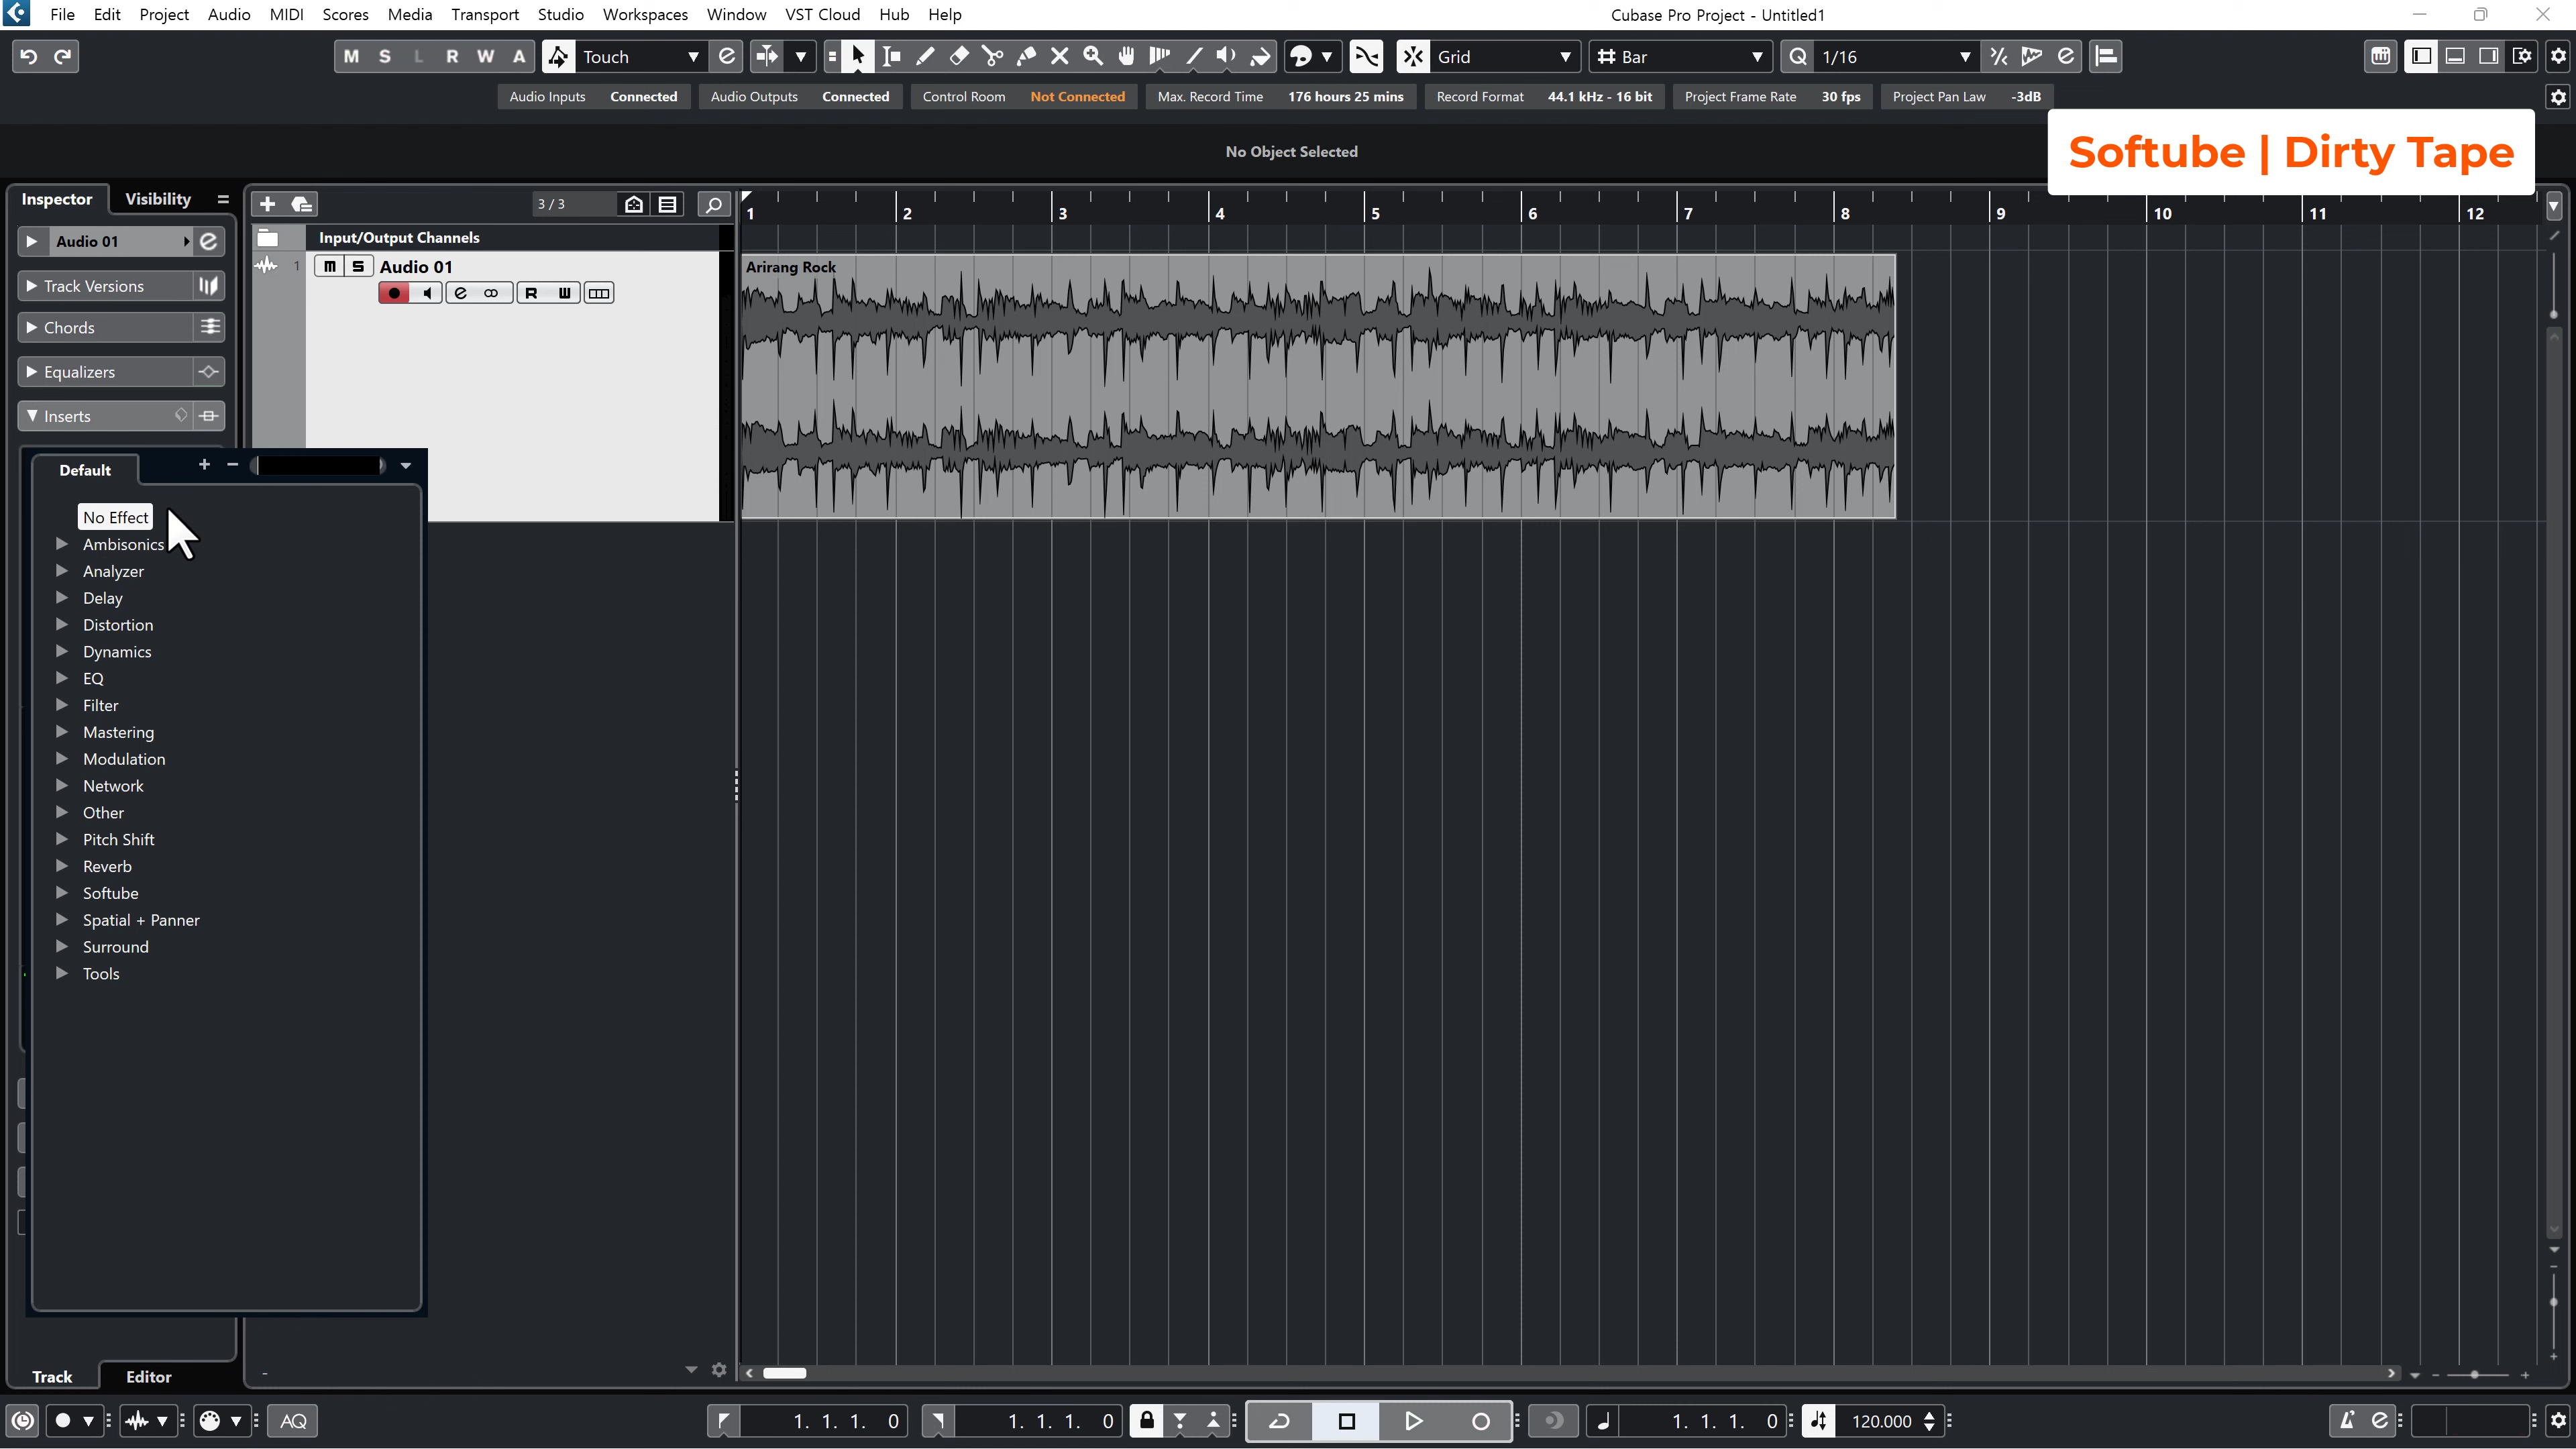 File Edit Project Audio MIDI Scores Media Transport Studio Workspaces Window VST Cloud Hub Help
Cubase Pro Project - Untitled1
M S L R W A Touch Grid Bar Q 1/16
Audio Inputs Connected Audio Outputs Connected Control Room Not Connected Max. Record Time 176 hours 25 mins Record Format 44.1 kHz - 16 bit Project Frame Rate 30 fps Project Pan Law -3dB
No Object Selected
Softube | Dirty Tape
Inspector Visibility
3 / 3
1 2 3 4 5 6 7 8 9 10 11 12
Audio 01
Input/Output Channels
1 m S Audio 01
R W
Arirang Rock
Track Versions
Chords
Equalizers
Inserts
Default
No Effect
Ambisonics
Analyzer
Delay
Distortion
Dynamics
EQ
Filter
Mastering
Modulation
Network
Other
Pitch Shift
Reverb
Softube
Spatial + Panner
Surround
Tools
Track Editor
AQ
1. 1. 1. 0
1. 1. 1. 0
1. 1. 1. 0
120.000